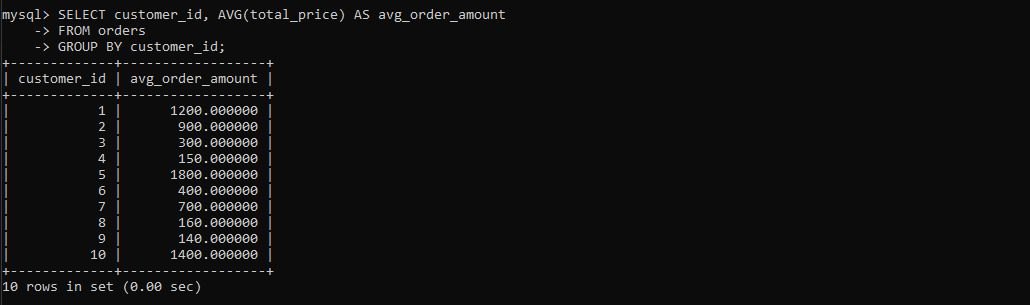 mysql> SELECT customer_id, AVG(total_price) AS avg_order_amount
    -> FROM orders
    -> GROUP BY customer_id;
+-------------+------------------+
| customer_id | avg_order_amount |
+-------------+------------------+
|           1 |      1200.000000 |
|           2 |       900.000000 |
|           3 |       300.000000 |
|           4 |       150.000000 |
|           5 |      1800.000000 |
|           6 |       400.000000 |
|           7 |       700.000000 |
|           8 |       160.000000 |
|           9 |       140.000000 |
|          10 |      1400.000000 |
+-------------+------------------+
10 rows in set (0.00 sec)